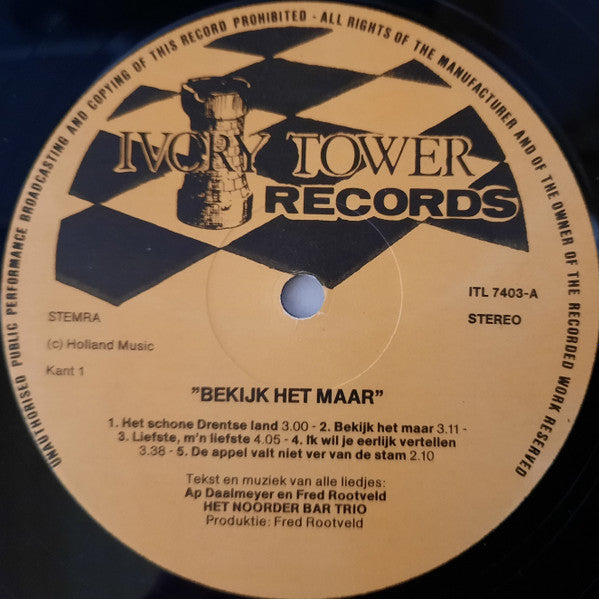 UNAUTHORISED PUBLIC PERFORMANCE BROADCASTING AND COPYING OF THIS RECORD PROHIBITED - ALL RIGHTS OF THE MANUFACTURER AND OF THE OWNER OF THE RECORDED WORK RESERVED
IVORY TOWER
RECORDS
ITL 7403-A
STEMRA
STEREO
(c) Holland Music
Kant 1
"BEKIJK HET MAAR"
1. Het schone Drentse land 3.00 - 2. Bekijk het maar 3.11 -
3. Liefste, m'n liefste 4.05 - 4. Ik wil je eerlijk vertellen
3.38 - 5. De appel valt niet ver van de stam 2.10
Tekst en muziek van alle liedjes:
Ap Daalmeyer en Fred Rootveld
HET NOORDER BAR TRIO
Produktie: Fred Rootveld